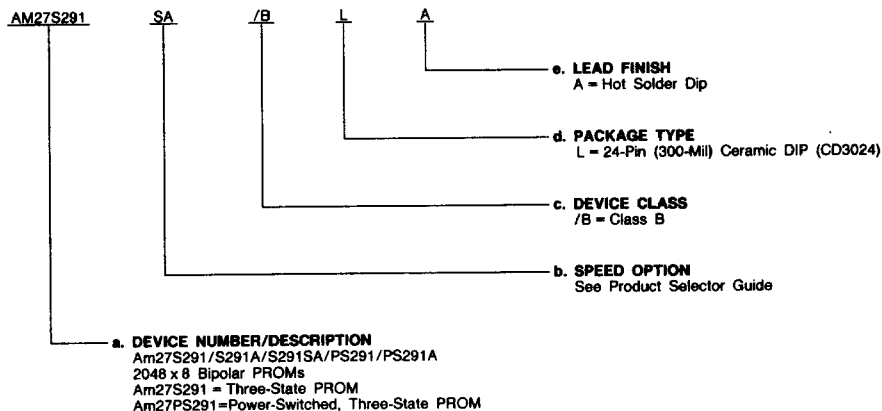 AM27S291 SA /B L A
e. LEAD FINISH
A = Hot Solder Dip
d. PACKAGE TYPE
L = 24-Pin (300-Mil) Ceramic DIP (CD3024)
c. DEVICE CLASS
/B = Class B
b. SPEED OPTION
See Product Selector Guide
a. DEVICE NUMBER/DESCRIPTION
Am27S291/S291A/S291SA/PS291/PS291A
2048 x 8 Bipolar PROMs
Am27S291 = Three-State PROM
Am27PS291=Power-Switched, Three-State PROM